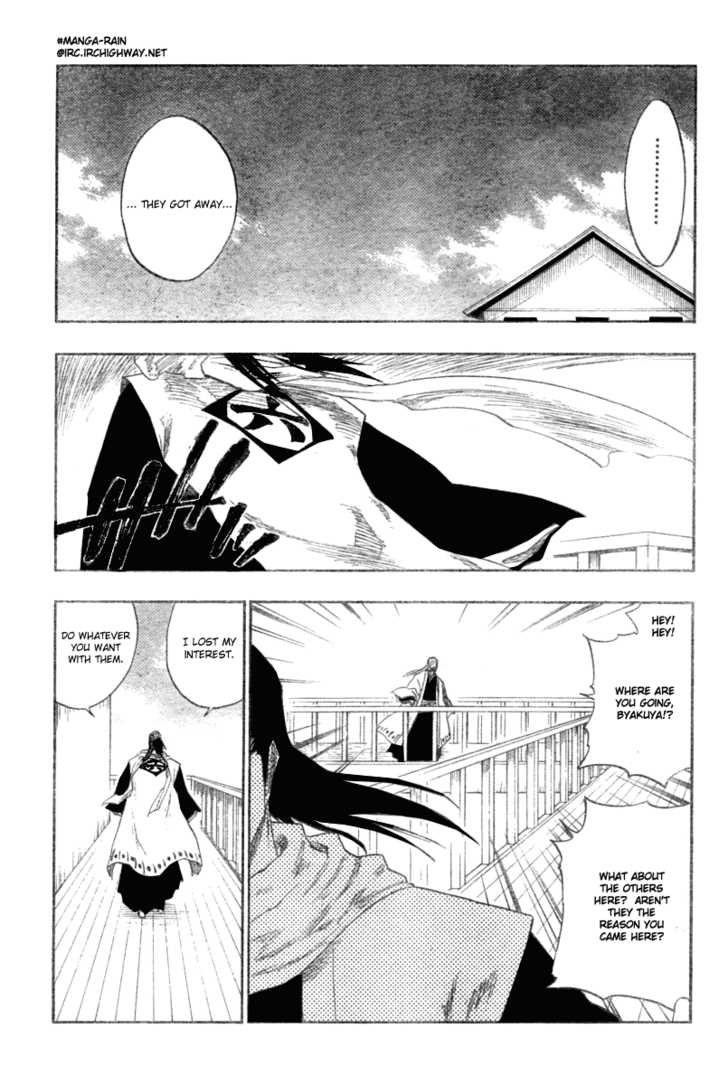 #MANGA-RAIN
@IRC.IRCHIGHWAY.NET
............
... THEY GOT AWAY...
六
HEY!
HEY!
WHERE ARE
YOU GOING,
BYAKUYA!?
WHAT ABOUT
THE OTHERS
HERE? AREN'T
THEY THE
REASON YOU
CAME HERE?
I LOST MY
INTEREST.
DO WHATEVER
YOU WANT
WITH THEM.